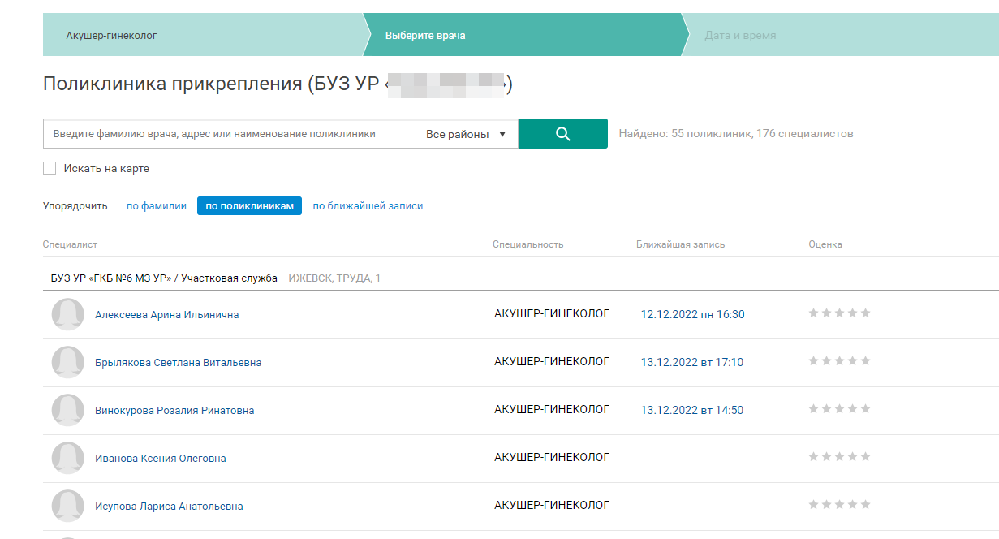 Акушер-гинеколог
Выберите врача
Дата и время
Поликлиника прикрепления (БУЗ УР « »)
Введите фамилию врача, адрес или наименование поликлиники
Все районы
Найдено: 55 поликлиник, 176 специалистов
Искать на карте
Упорядочить по фамилии по поликлиникам по ближайшей записи
Специалист Специальность Ближайшая запись Оценка
БУЗ УР «ГКБ №6 МЗ УР» / Участковая служба ИЖЕВСК, ТРУДА, 1
Алексеева Арина Ильинична АКУШЕР-ГИНЕКОЛОГ 12.12.2022 пн 16:30
Брылякова Светлана Витальевна АКУШЕР-ГИНЕКОЛОГ 13.12.2022 вт 17:10
Винокурова Розалия Ринатовна АКУШЕР-ГИНЕКОЛОГ 13.12.2022 вт 14:50
Иванова Ксения Олеговна АКУШЕР-ГИНЕКОЛОГ
Исупова Лариса Анатольевна АКУШЕР-ГИНЕКОЛОГ